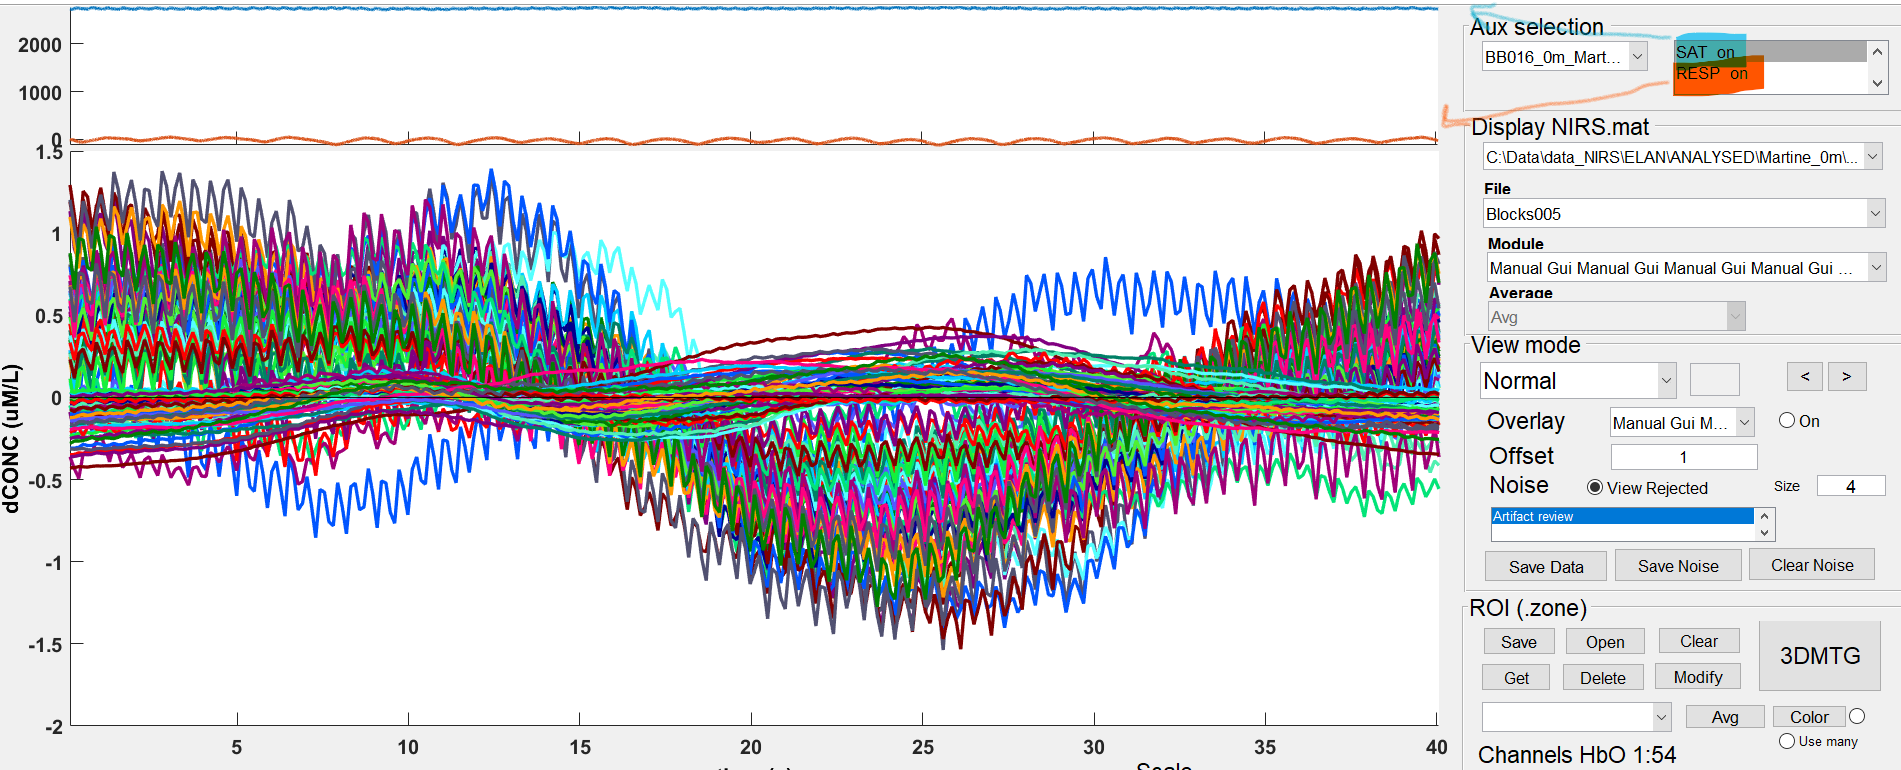 2000
1000
0
1.5
1
0.5
0
-0.5
-1
-1.5
-2
dCONC (uM/L)
5 10 15 20 25 30 35 40
Aux selection
BB016_0m_Mart...
SAT on
RESP on
Display NIRS.mat
C:\Data\data_NIRS\ELAN\ANALYSED\Martine_0m\...
File
Blocks005
Module
Manual Gui Manual Gui Manual Gui Manual Gui ...
Average
Avg
View mode
Normal
< >
Overlay Manual Gui M... On
Offset 1
Noise View Rejected Size 4
Artifact review
Save Data Save Noise Clear Noise
ROI (.zone)
Save Open Clear
3DMTG
Get Delete Modify
Avg Color
Use many
Channels HbO 1:54